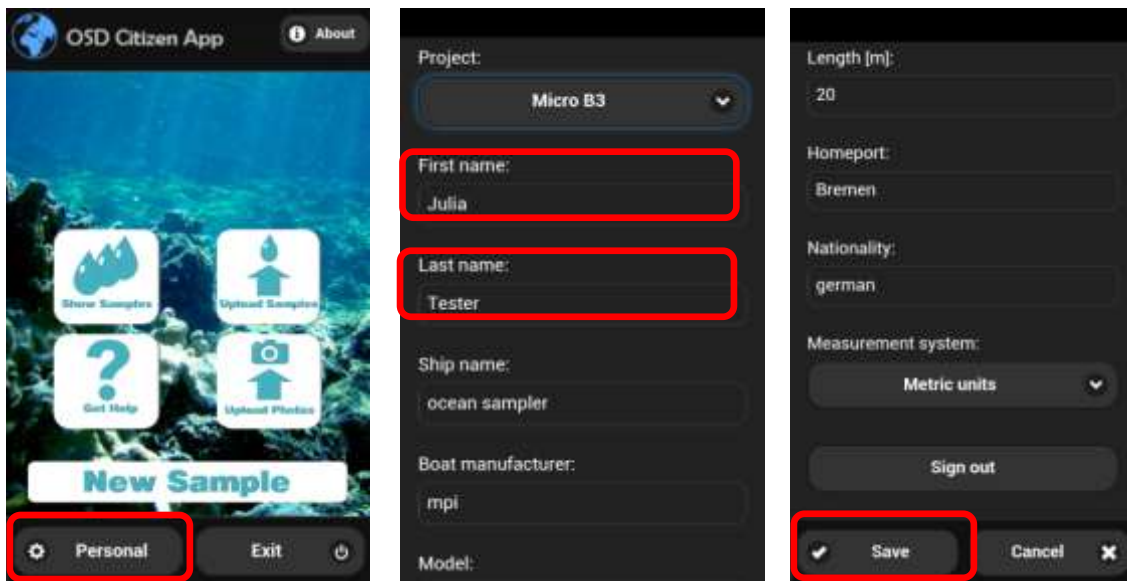 OSD Citizen App
About
Show Samples
Upload Samples
Get Help
Upload Photos
New Sample
Personal
Exit
Project:
Micro B3
First name:
Julia
Last name:
Tester
Ship name:
ocean sampler
Boat manufacturer:
mpi
Model:
Length [m]:
20
Homeport:
Bremen
Nationality:
german
Measurement system:
Metric units
Sign out
Save
Cancel